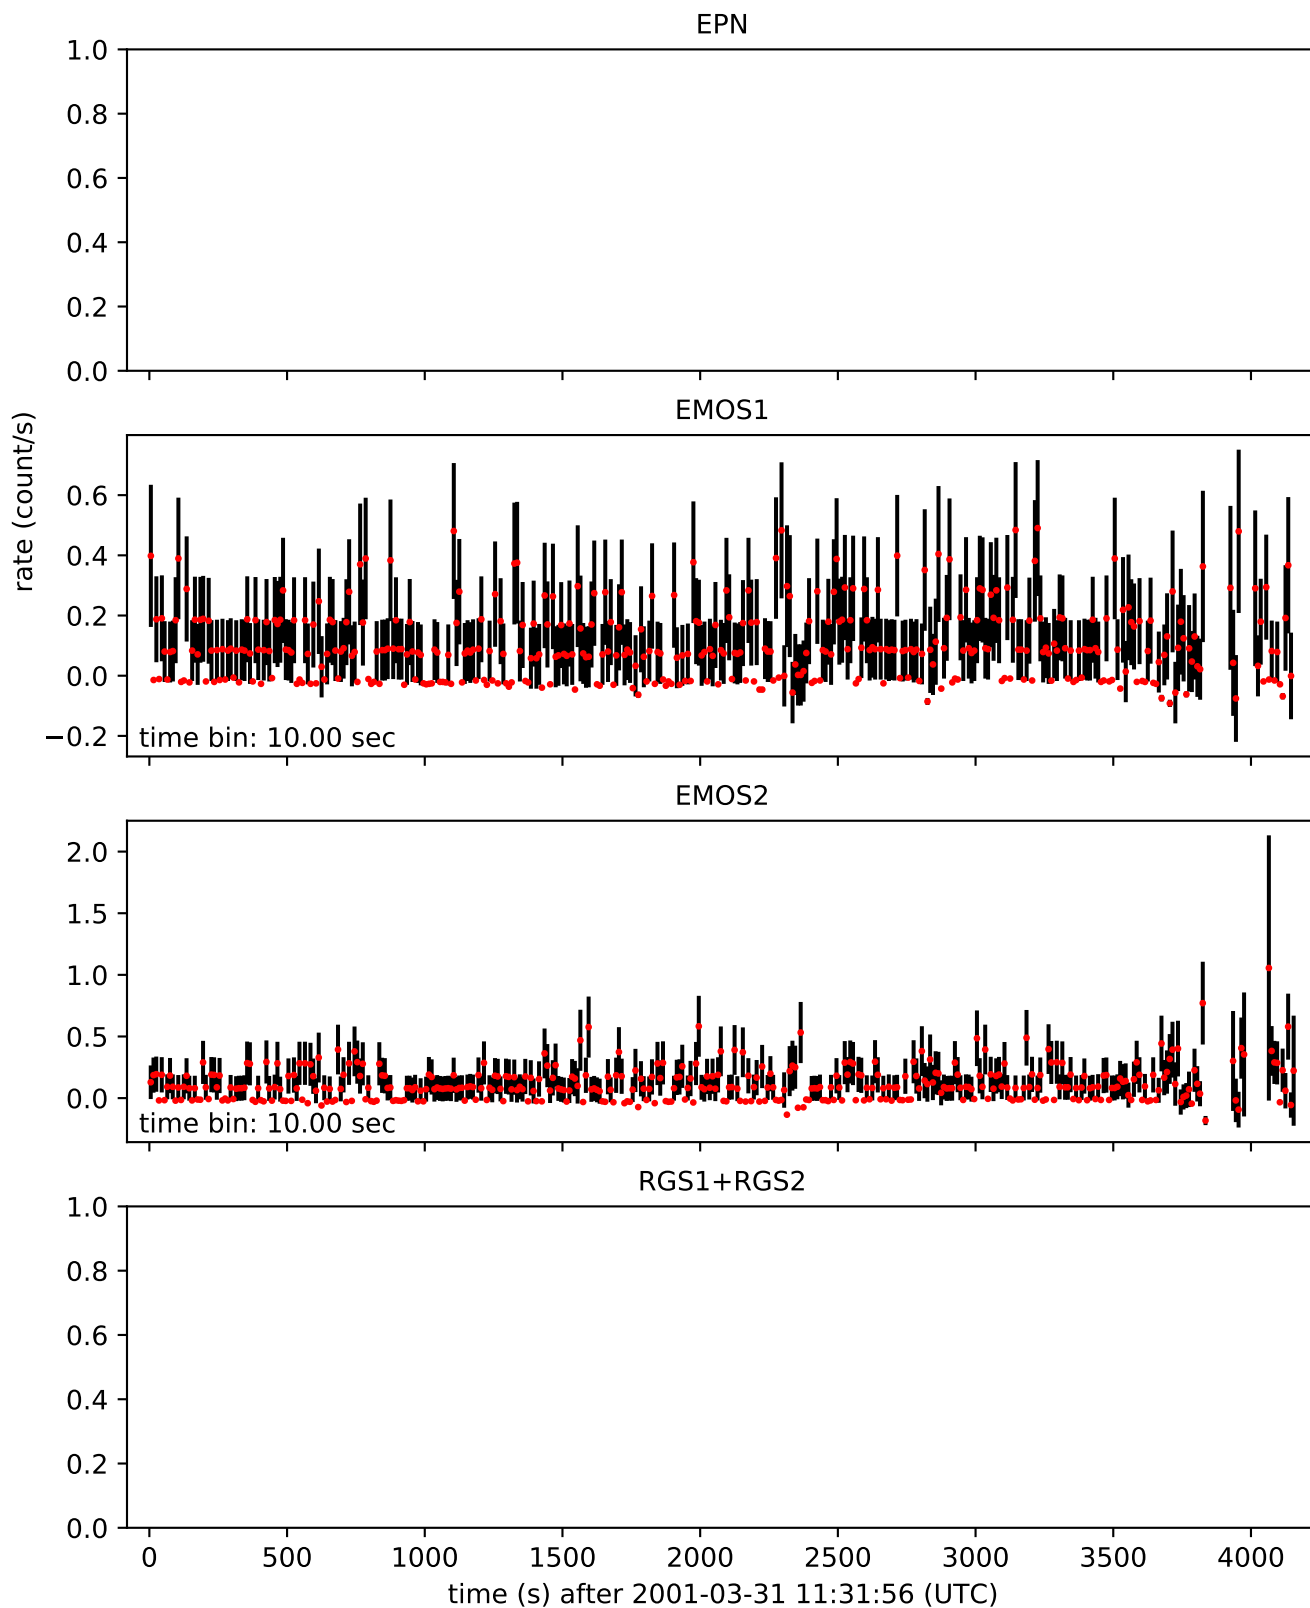 EPN
1.0
0.8
0.6
0.4
0.2
0.0
EMOS1
rate (count/s)
0.6
0.4
0.2
0.0
−0.2
time bin: 10.00 sec
EMOS2
2.0
1.5
1.0
0.5
0.0
time bin: 10.00 sec
RGS1+RGS2
1.0
0.8
0.6
0.4
0.2
0.0
0 500 1000 1500 2000 2500 3000 3500 4000
time (s) after 2001-03-31 11:31:56 (UTC)